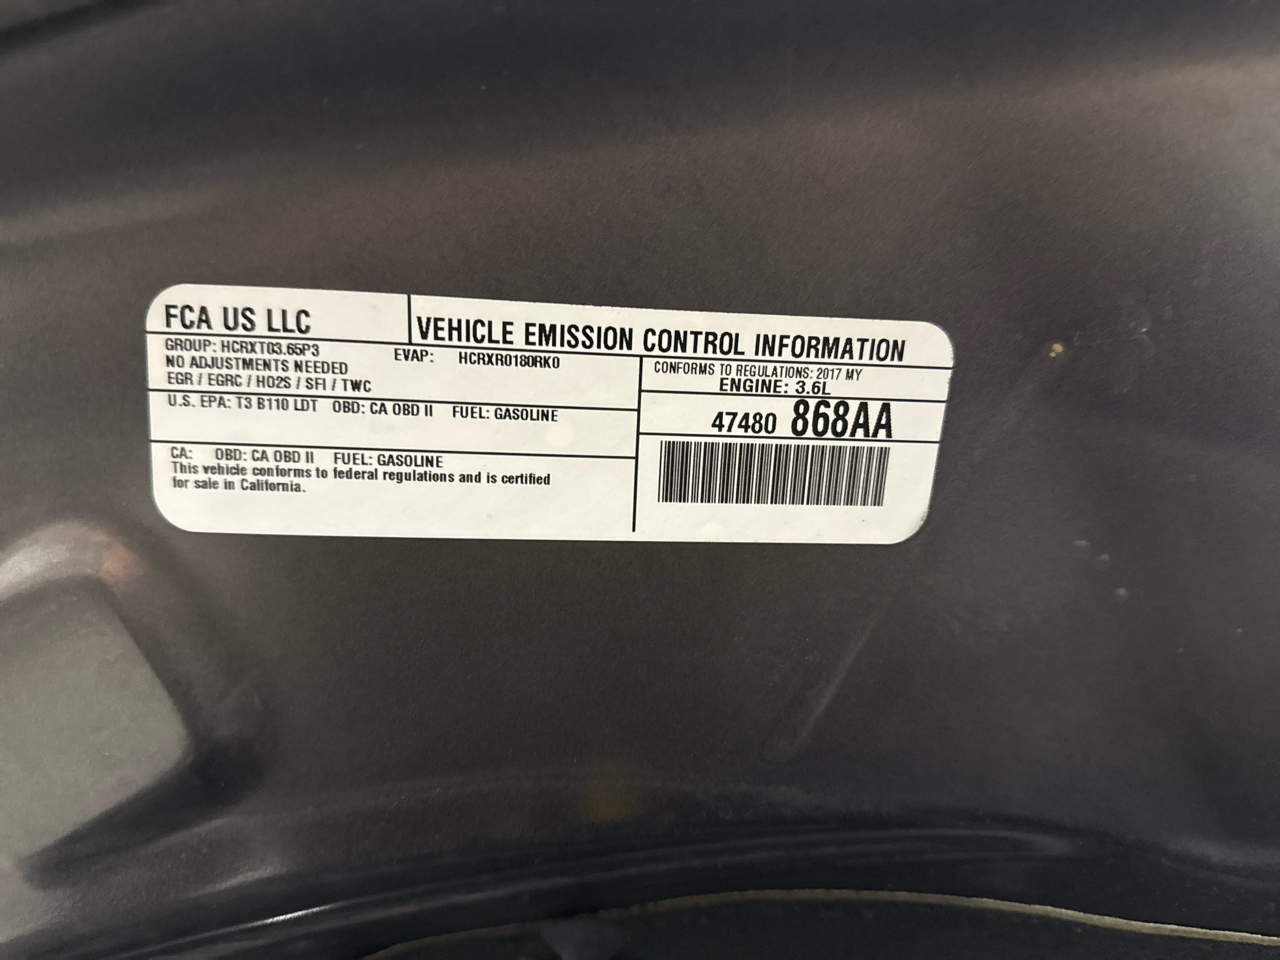 FCA US LLC
VEHICLE EMISSION CONTROL INFORMATION
GROUP: HCRXT03.65P3
EVAP: HCRXR0180RK0
NO ADJUSTMENTS NEEDED
EGR / EGRC / HO2S / SFI / TWC
U.S. EPA: T3 B110 LDT OBD: CA OBD II FUEL: GASOLINE
CA: OBD: CA OBD II FUEL: GASOLINE
This vehicle conforms to federal regulations and is certified
for sale in California.
CONFORMS TO REGULATIONS: 2017 MY
ENGINE: 3.6L
47480 868AA